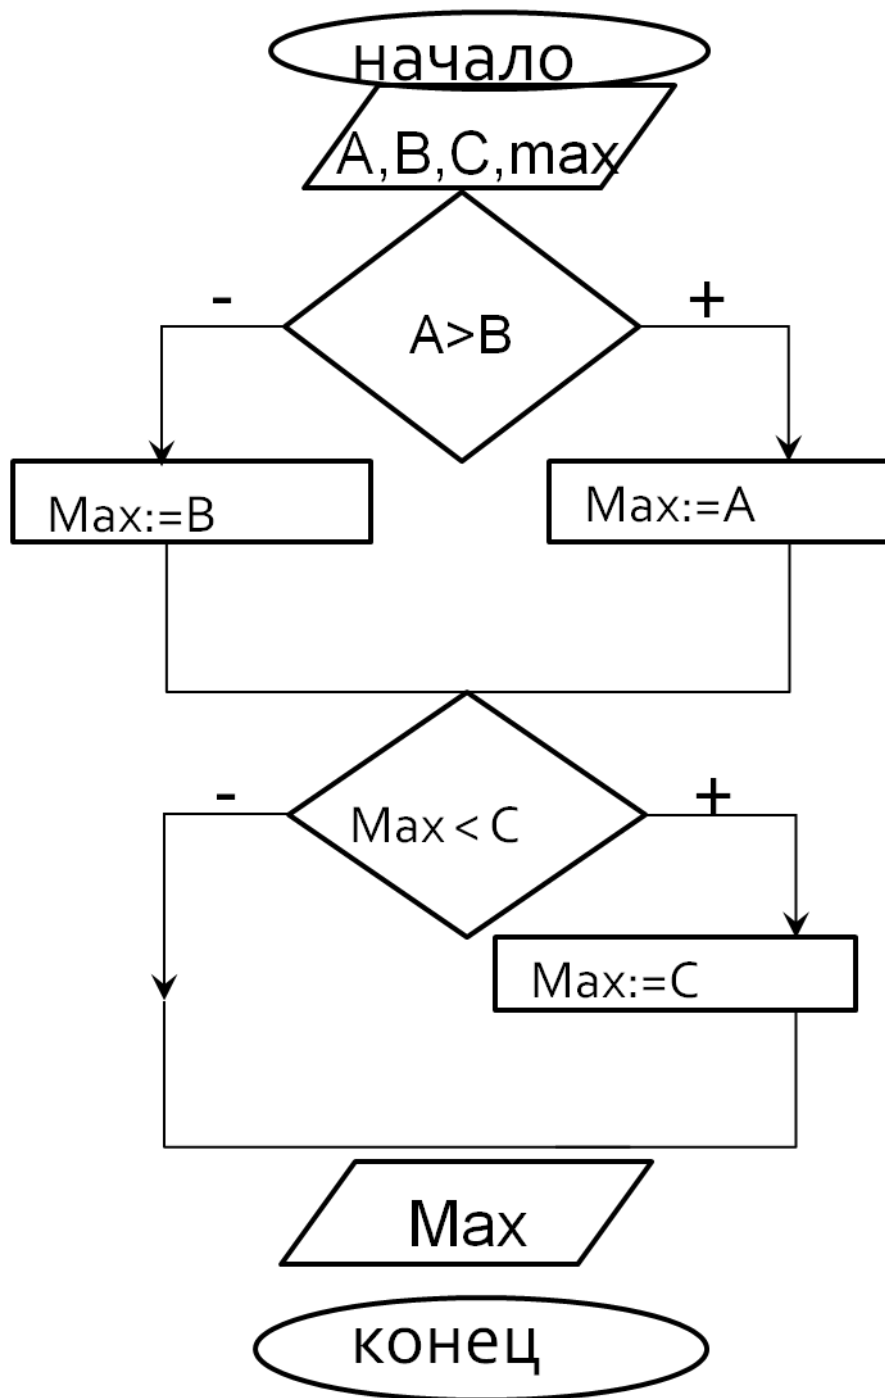 начало
A,B,C,max
- +
A>B
Max:=B Max:=A
- +
Max < C
Max:=C
Max
конец